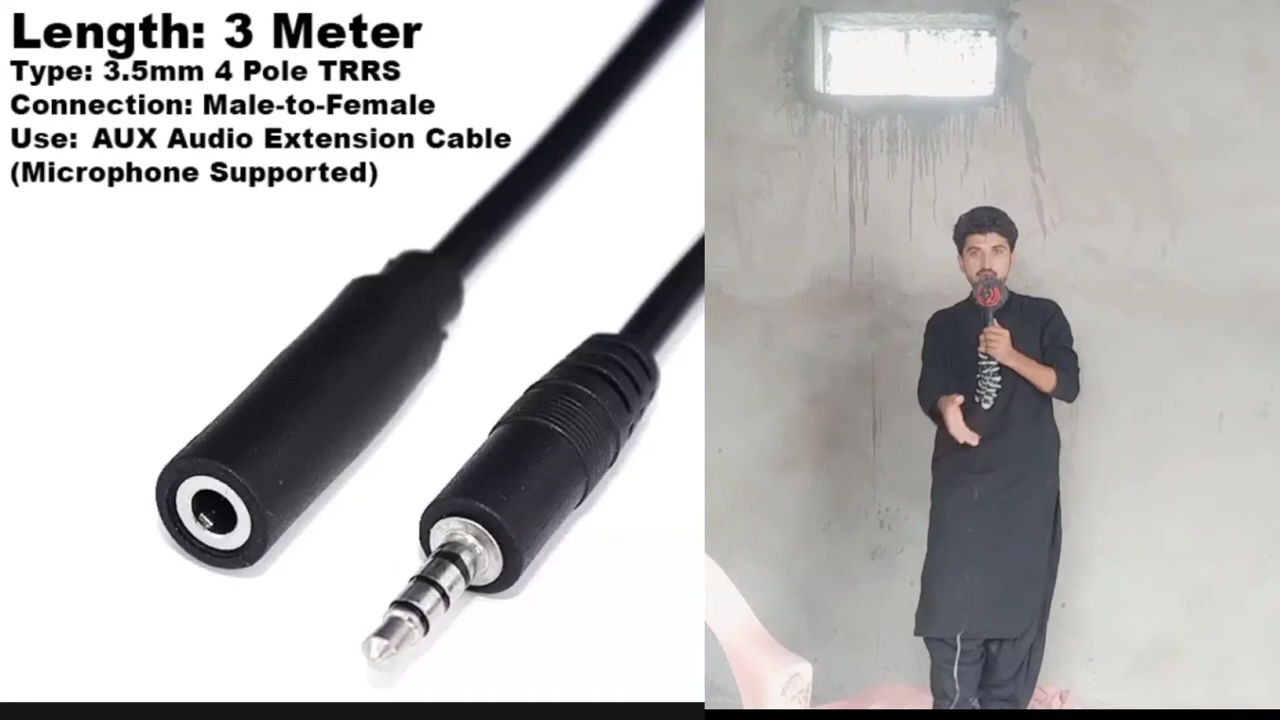 Length: 3 Meter
Type: 3.5mm 4 Pole TRRS
Connection: Male-to-Female
Use: AUX Audio Extension Cable
(Microphone Supported)